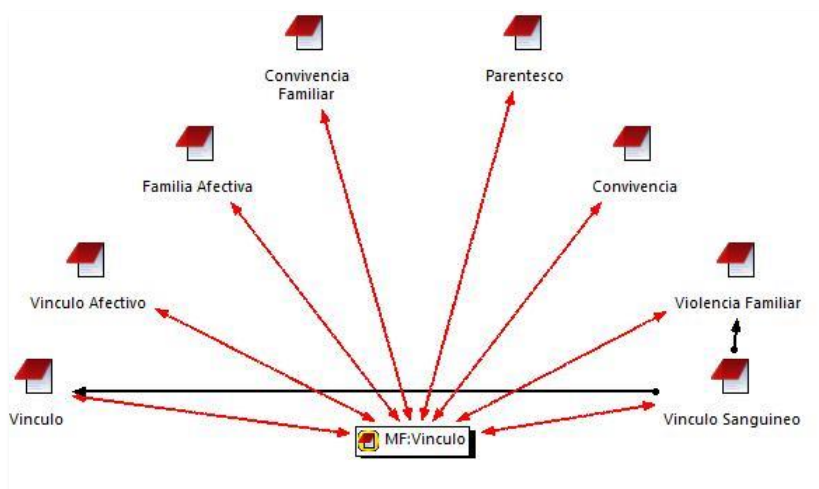 Convivencia
Familiar
Parentesco
Familia Afectiva
Convivencia
Vinculo Afectivo
Violencia Familiar
Vinculo
Vinculo Sanguineo
MF:Vinculo